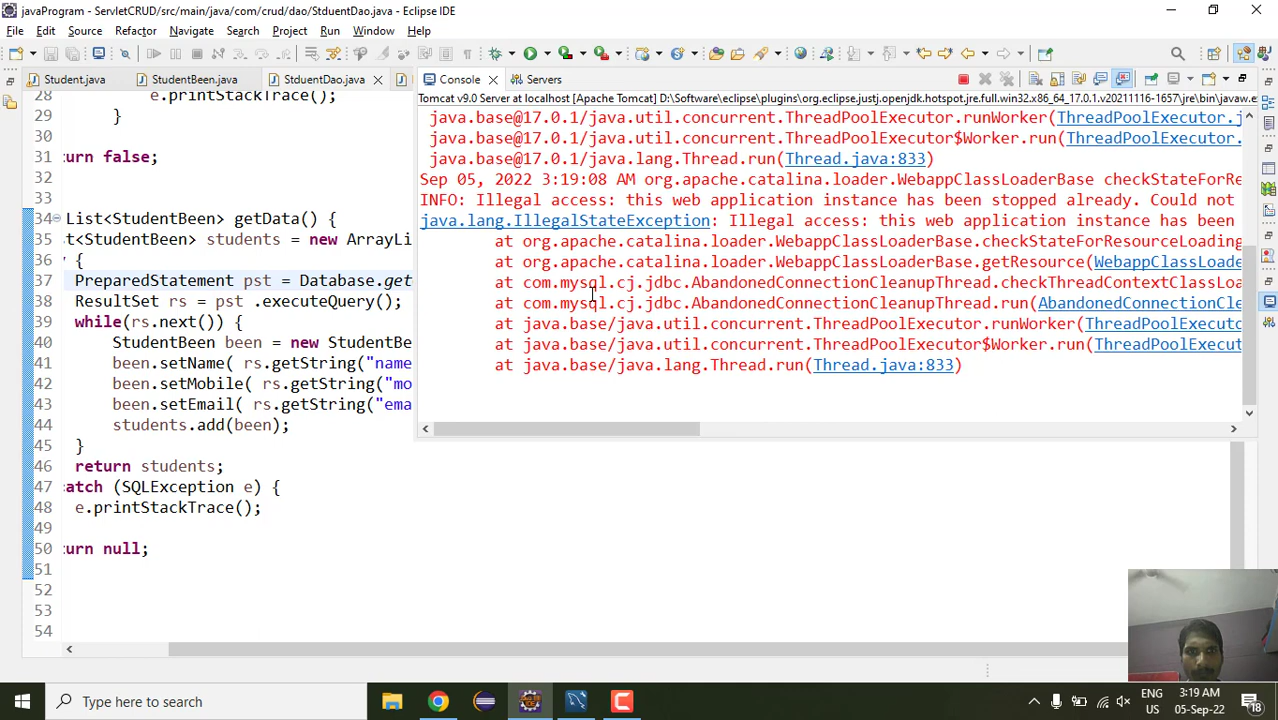 javaProgram - ServletCRUD/src/main/java/com/crud/dao/StduentDao.java - Eclipse IDE
File Edit Source Refactor Navigate Search Project Run Window Help
Student.java StudentBeen.java StduentDao.java Console Servers
Tomcat v9.0 Server at localhost [Apache Tomcat] D:\Software\eclipse\plugins\org.eclipse.justj.openjdk.hotspot.jre.full.win32.x86_64_17.0.1.v20211116-1657\jre\bin\javaw.e
28 e.printStackTrace();
29 }
30
31 urn false;
32
33
34 List<StudentBeen> getData() {
35 t<StudentBeen> students = new ArrayLi
36 {
37 PreparedStatement pst = Database.get
38 ResultSet rs = pst .executeQuery();
39 while(rs.next()) {
40 StudentBeen been = new StudentBe
41 been.setName( rs.getString("name
42 been.setMobile( rs.getString("mo
43 been.setEmail( rs.getString("ema
44 students.add(been);
45 }
46 return students;
47 atch (SQLException e) {
48 e.printStackTrace();
49
50 urn null;
51
52
53
54
java.base@17.0.1/java.util.concurrent.ThreadPoolExecutor.runWorker(ThreadPoolExecutor.j
java.base@17.0.1/java.util.concurrent.ThreadPoolExecutor$Worker.run(ThreadPoolExecutor.
java.base@17.0.1/java.lang.Thread.run(Thread.java:833)
Sep 05, 2022 3:19:08 AM org.apache.catalina.loader.WebappClassLoaderBase checkStateForRe
INFO: Illegal access: this web application instance has been stopped already. Could not
java.lang.IllegalStateException: Illegal access: this web application instance has been
at org.apache.catalina.loader.WebappClassLoaderBase.checkStateForResourceLoading
at org.apache.catalina.loader.WebappClassLoaderBase.getResource(WebappClassLoade
at com.mysql.cj.jdbc.AbandonedConnectionCleanupThread.checkThreadContextClassLoa
at com.mysql.cj.jdbc.AbandonedConnectionCleanupThread.run(AbandonedConnectionCle
at java.base/java.util.concurrent.ThreadPoolExecutor.runWorker(ThreadPoolExecuto
at java.base/java.util.concurrent.ThreadPoolExecutor$Worker.run(ThreadPoolExecut
at java.base/java.lang.Thread.run(Thread.java:833)
Type here to search
ENG
US
3:19 AM
05-Sep-22
18